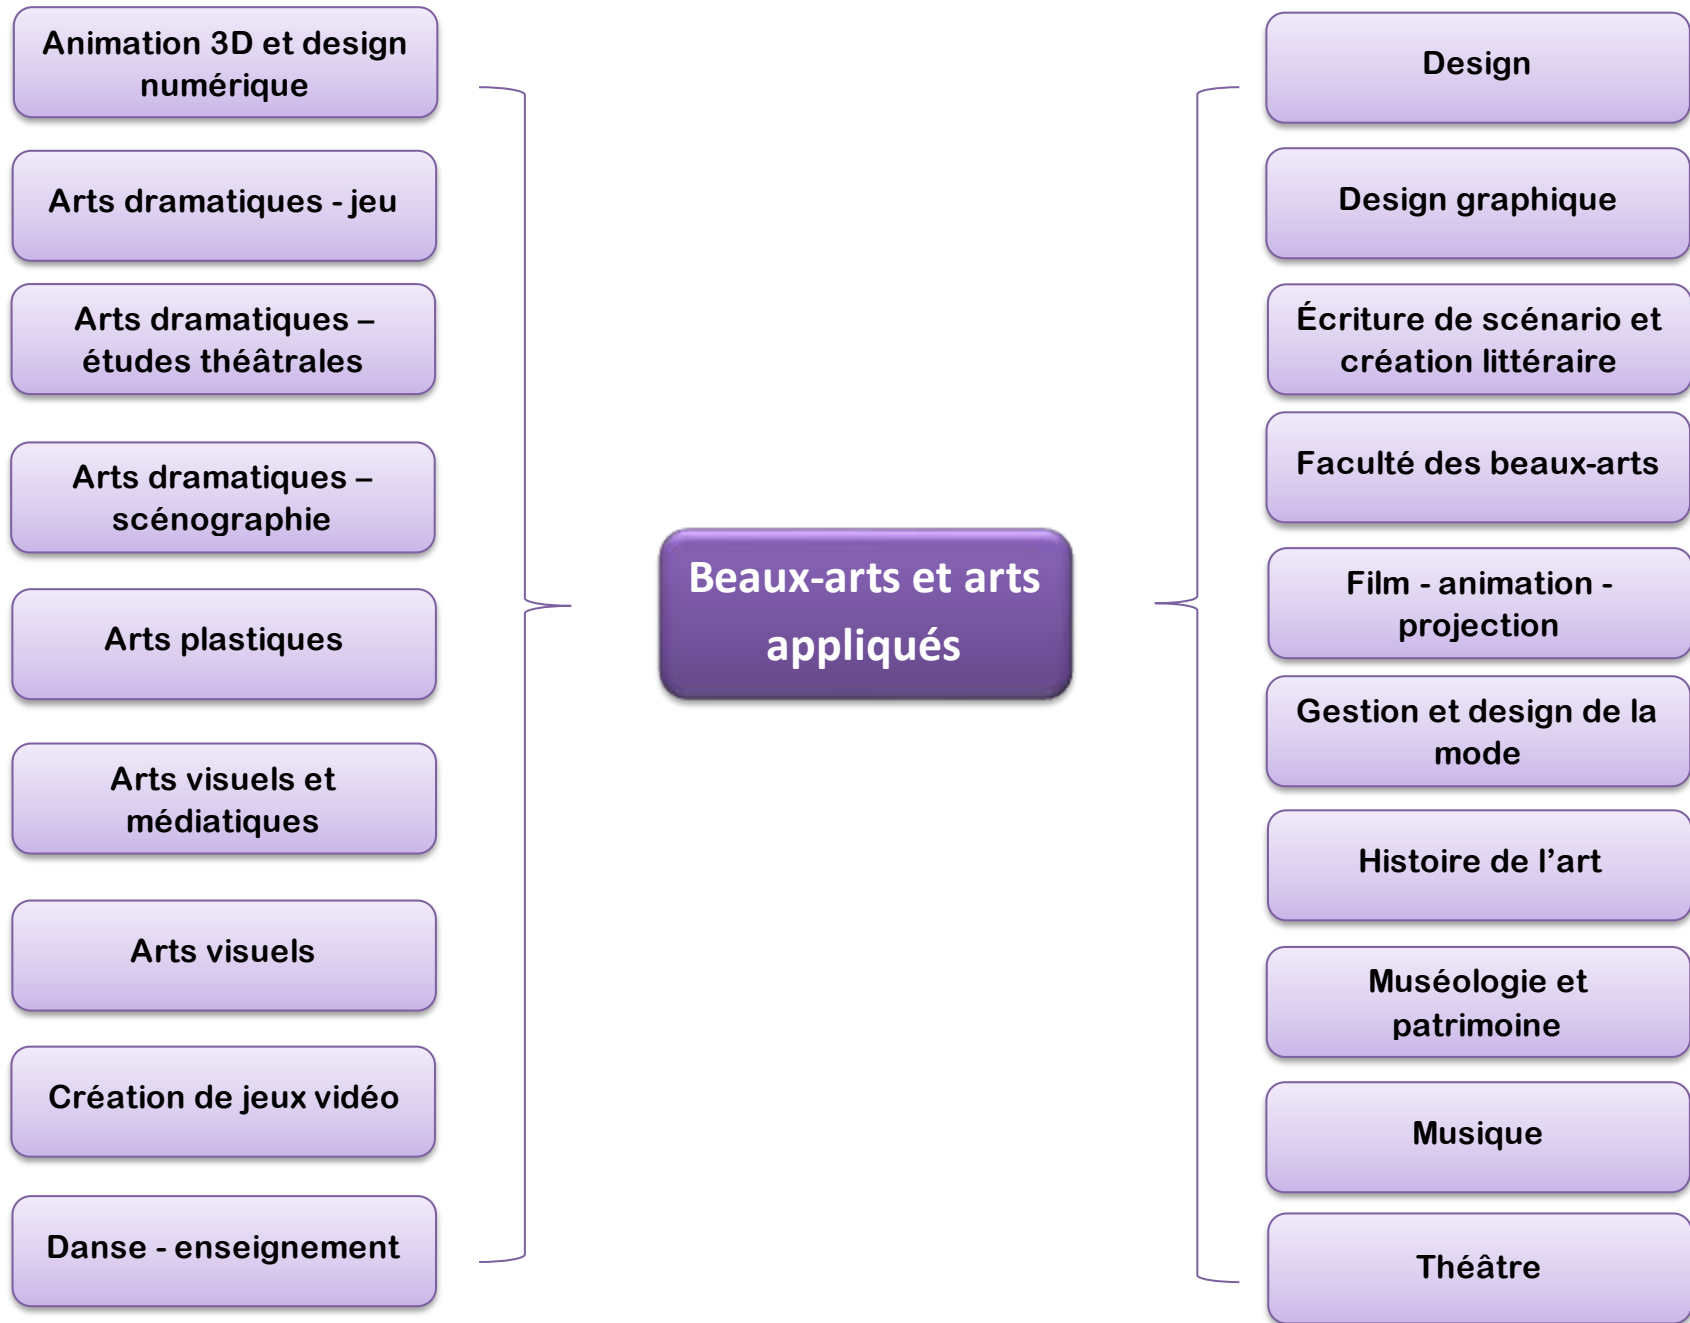 Animation 3D et design
numérique
Arts dramatiques - jeu
Arts dramatiques –
études théâtrales
Arts dramatiques –
scénographie
Arts plastiques
Arts visuels et
médiatiques
Arts visuels
Création de jeux vidéo
Danse - enseignement
Beaux-arts et arts
appliqués
Design
Design graphique
Écriture de scénario et
création littéraire
Faculté des beaux-arts
Film - animation -
projection
Gestion et design de la
mode
Histoire de l’art
Muséologie et
patrimoine
Musique
Théâtre